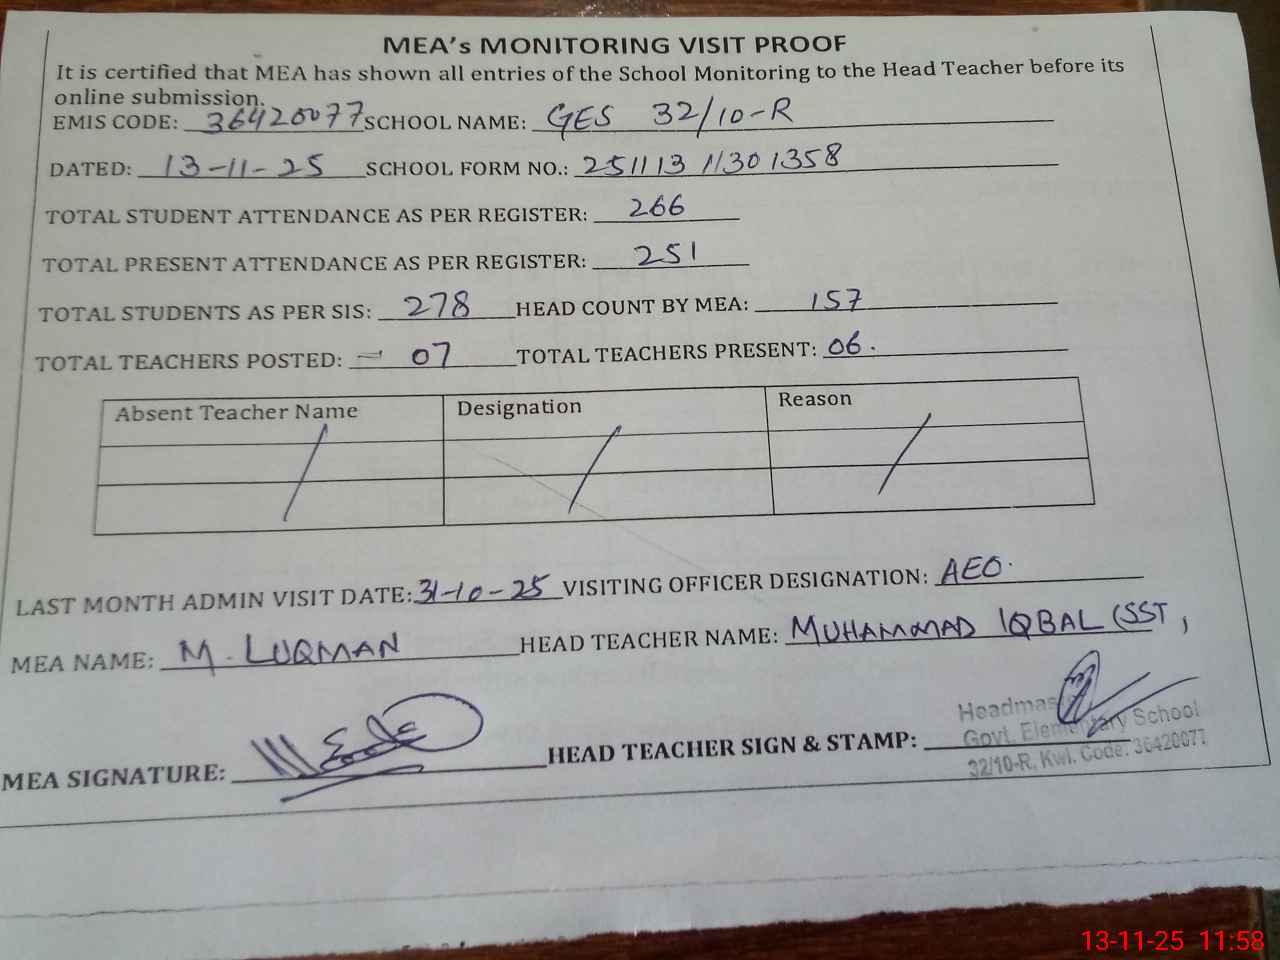 MEA's MONITORING VISIT PROOF
It is certified that MEA has shown all entries of the School Monitoring to the Head Teacher before its
online submission.
EMIS CODE: 36420077 SCHOOL NAME: GES 32/10-R
DATED: 13-11-25 SCHOOL FORM NO.: 251113 11301358
TOTAL STUDENT ATTENDANCE AS PER REGISTER: 266
TOTAL PRESENT ATTENDANCE AS PER REGISTER: 251
TOTAL STUDENTS AS PER SIS: 278 HEAD COUNT BY MEA: 157
TOTAL TEACHERS POSTED: 07 TOTAL TEACHERS PRESENT: 06.
Absent Teacher Name Designation Reason
LAST MONTH ADMIN VISIT DATE: 31-10-25 VISITING OFFICER DESIGNATION: AEO.
MEA NAME: M. LUQMAN HEAD TEACHER NAME: MUHAMMAD IQBAL (SST,
MEA SIGNATURE: HEAD TEACHER SIGN & STAMP:
Govt. Elementary School
32/10-R, Kwl. Code: 36420077
13-11-25 11:58